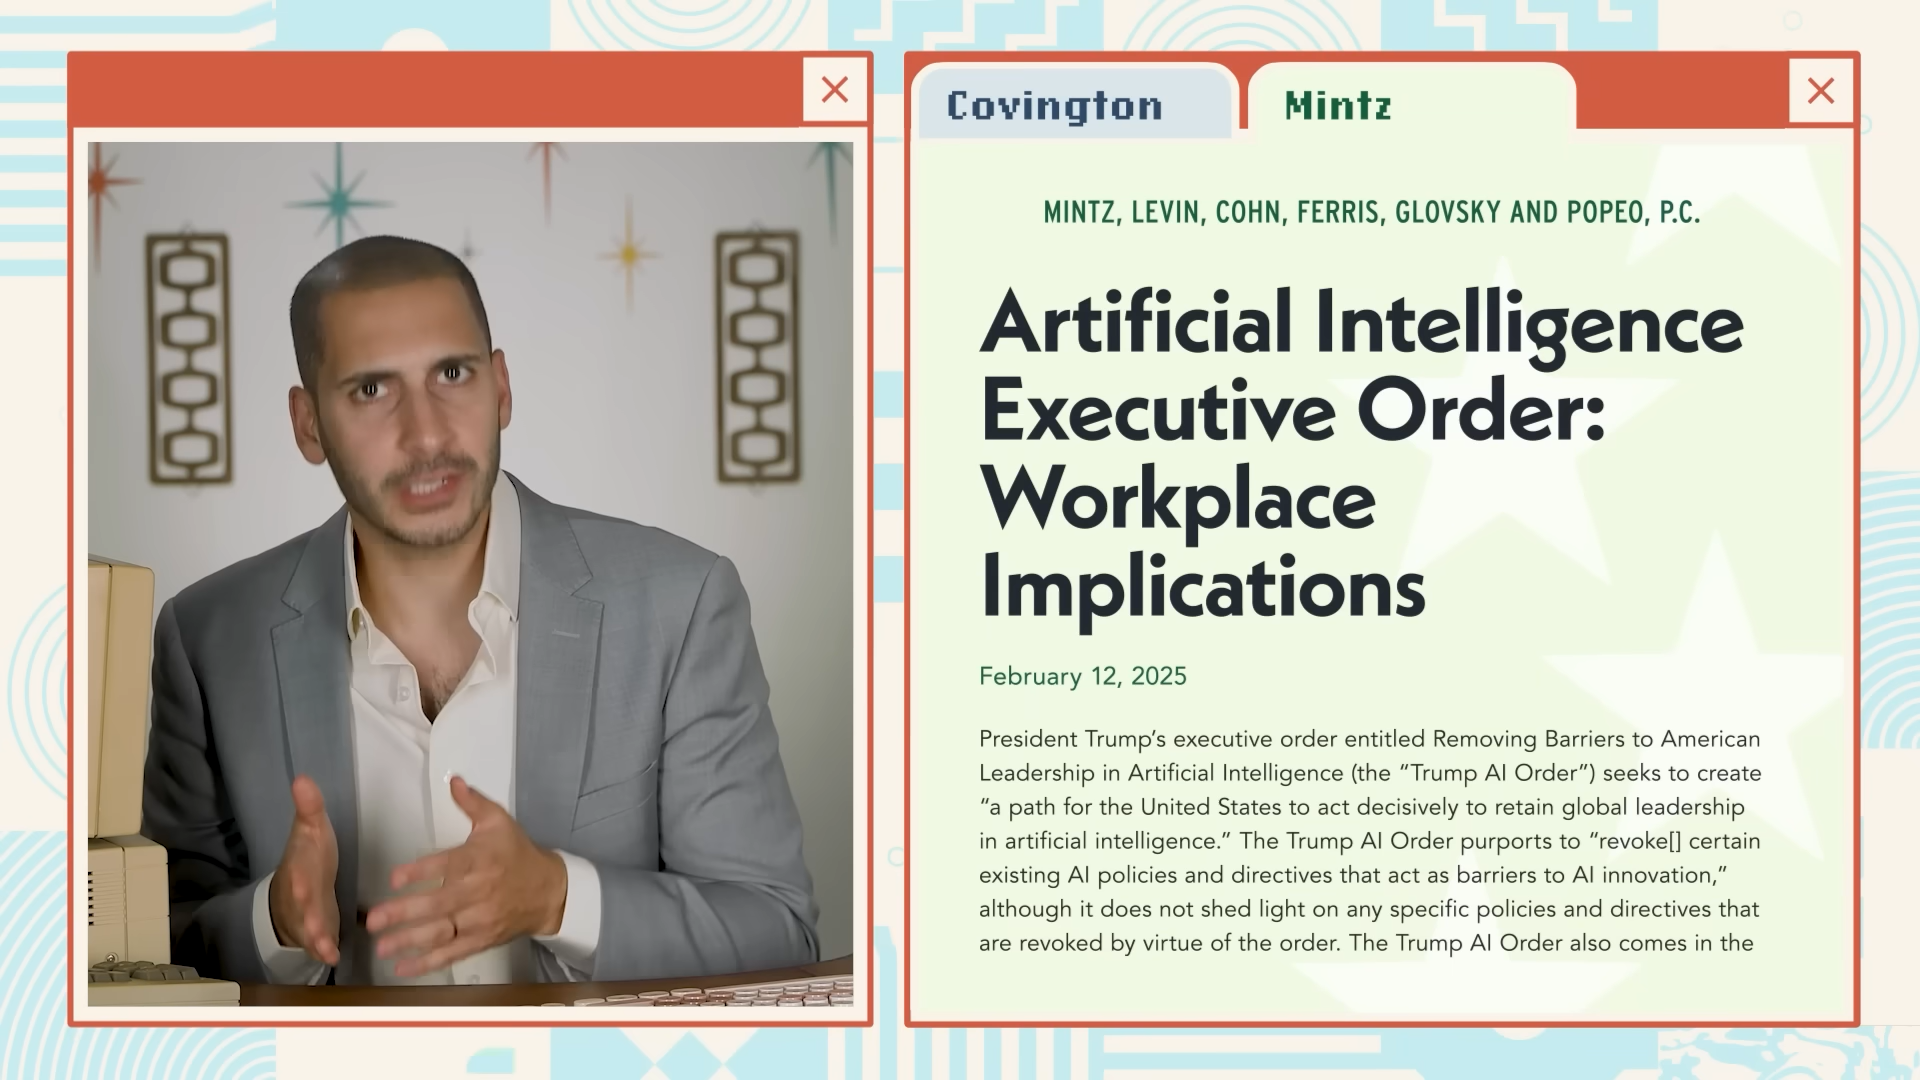 Covington
Mintz
MINTZ, LEVIN, COHN, FERRIS, GLOVSKY AND POPEO, P.C.
Artificial Intelligence
Executive Order:
Workplace
Implications
February 12, 2025
President Trump’s executive order entitled Removing Barriers to American
Leadership in Artificial Intelligence (the “Trump AI Order”) seeks to create
“a path for the United States to act decisively to retain global leadership
in artificial intelligence.” The Trump AI Order purports to “revoke[] certain
existing AI policies and directives that act as barriers to AI innovation,”
although it does not shed light on any specific policies and directives that
are revoked by virtue of the order. The Trump AI Order also comes in the